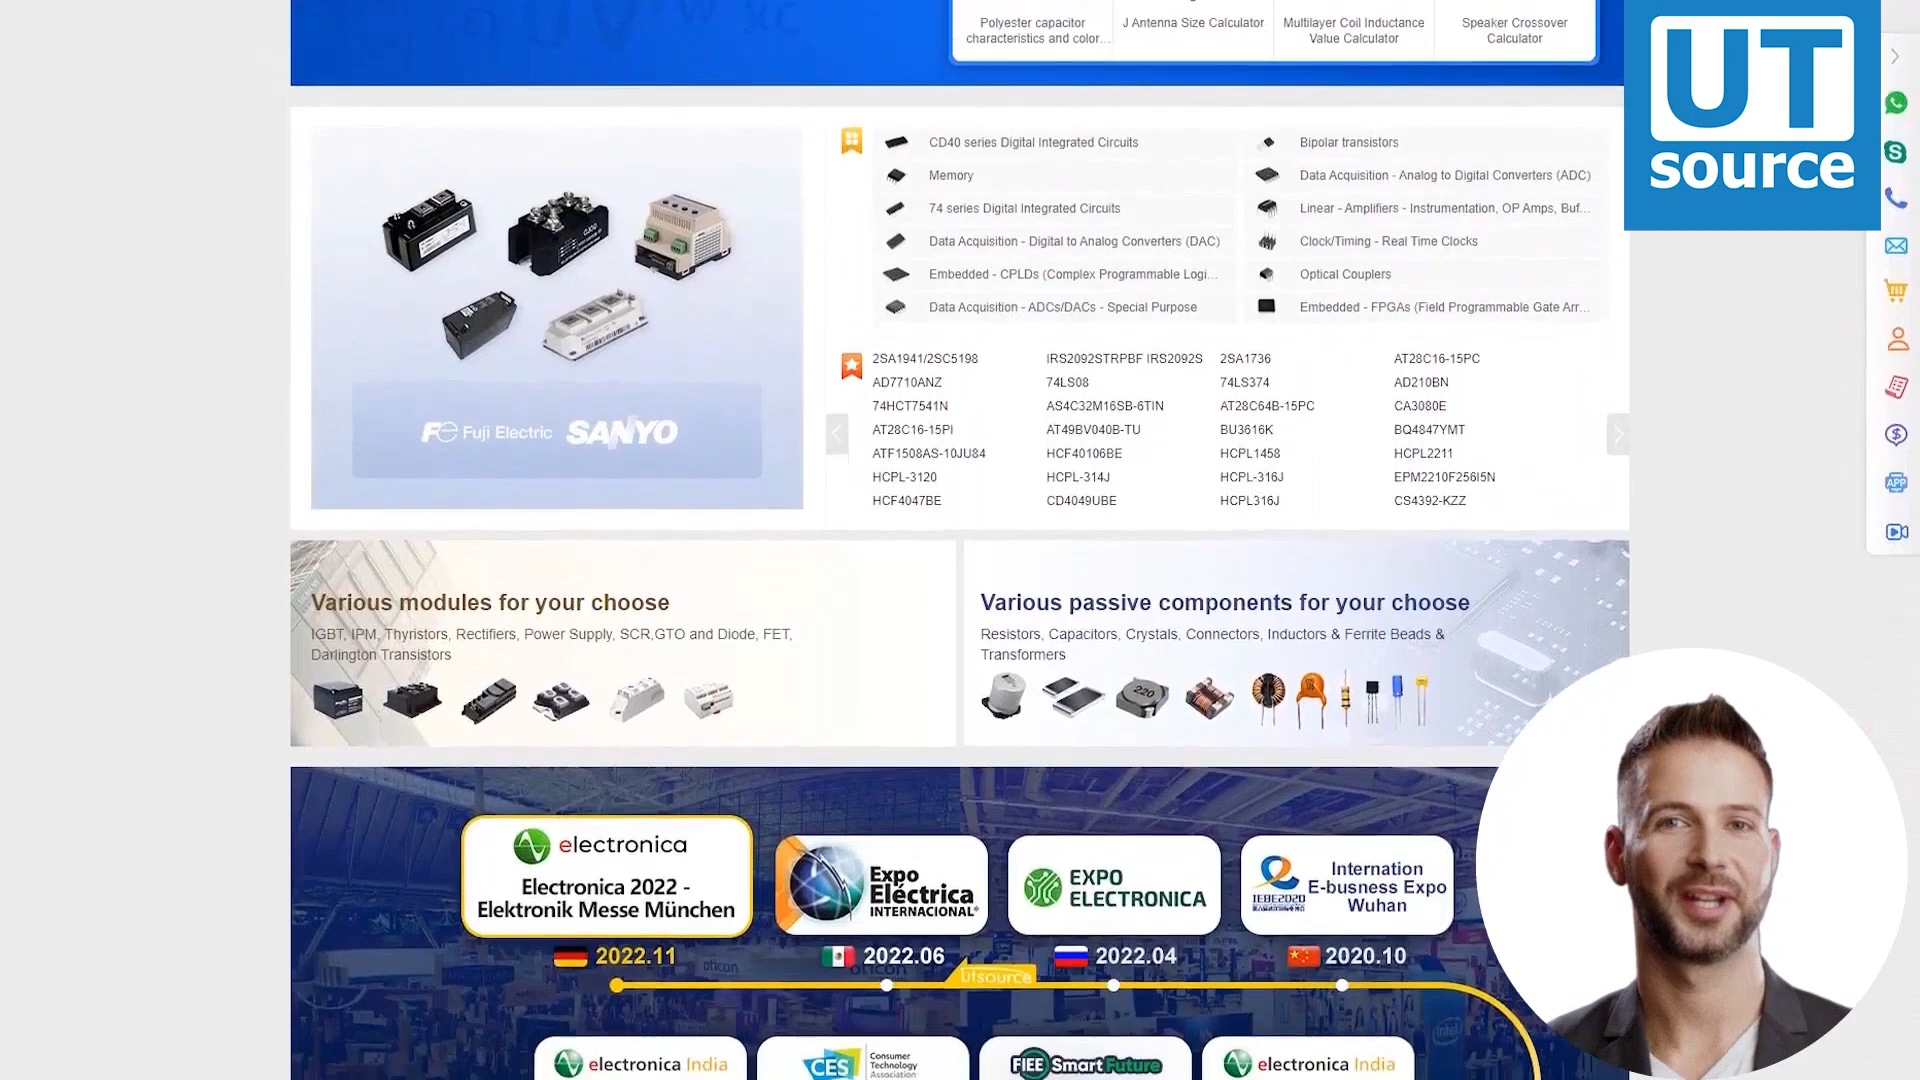 Polyester capacitor
characteristics and color...
J Antenna Size Calculator
Multilayer Coil Inductance
Value Calculator
Speaker Crossover
Calculator
UT
source
CD40 series Digital Integrated Circuits
Bipolar transistors
Memory
Data Acquisition - Analog to Digital Converters (ADC)
74 series Digital Integrated Circuits
Linear - Amplifiers - Instrumentation, OP Amps, Buf...
Data Acquisition - Digital to Analog Converters (DAC)
Clock/Timing - Real Time Clocks
Embedded - CPLDs (Complex Programmable Logi...
Optical Couplers
Data Acquisition - ADCs/DACs - Special Purpose
Embedded - FPGAs (Field Programmable Gate Arr...
Fe Fuji Electric SANYO
2SA1941/2SC5198 IRS2092STRPBF IRS2092S 2SA1736 AT28C16-15PC
AD7710ANZ 74LS08 74LS374 AD210BN
74HCT7541N AS4C32M16SB-6TIN AT28C64B-15PC CA3080E
AT28C16-15PI AT49BV040B-TU BU3616K BQ4847YMT
ATF1508AS-10JU84 HCF40106BE HCPL1458 HCPL2211
HCPL-3120 HCPL-314J HCPL-316J EPM2210F256I5N
HCF4047BE CD4049UBE HCPL316J CS4392-KZZ
Various modules for your choose
IGBT, IPM, Thyristors, Rectifiers, Power Supply, SCR,GTO and Diode, FET,
Darlington Transistors
Various passive components for your choose
Resistors, Capacitors, Crystals, Connectors, Inductors & Ferrite Beads &
Transformers
220
APP
electronica
Electronica 2022 -
Elektronik Messe München
Expo
Eléctrica
INTERNACIONAL
EXPO
ELECTRONICA
IEBE2020
Internation
E-busness Expo
Wuhan
2022.11
2022.06
2022.04
2020.10
oticon
oticon
utsource
intel
electronica India
CES
Consumer
Technology
Association
FIEE Smart Future
electronica India